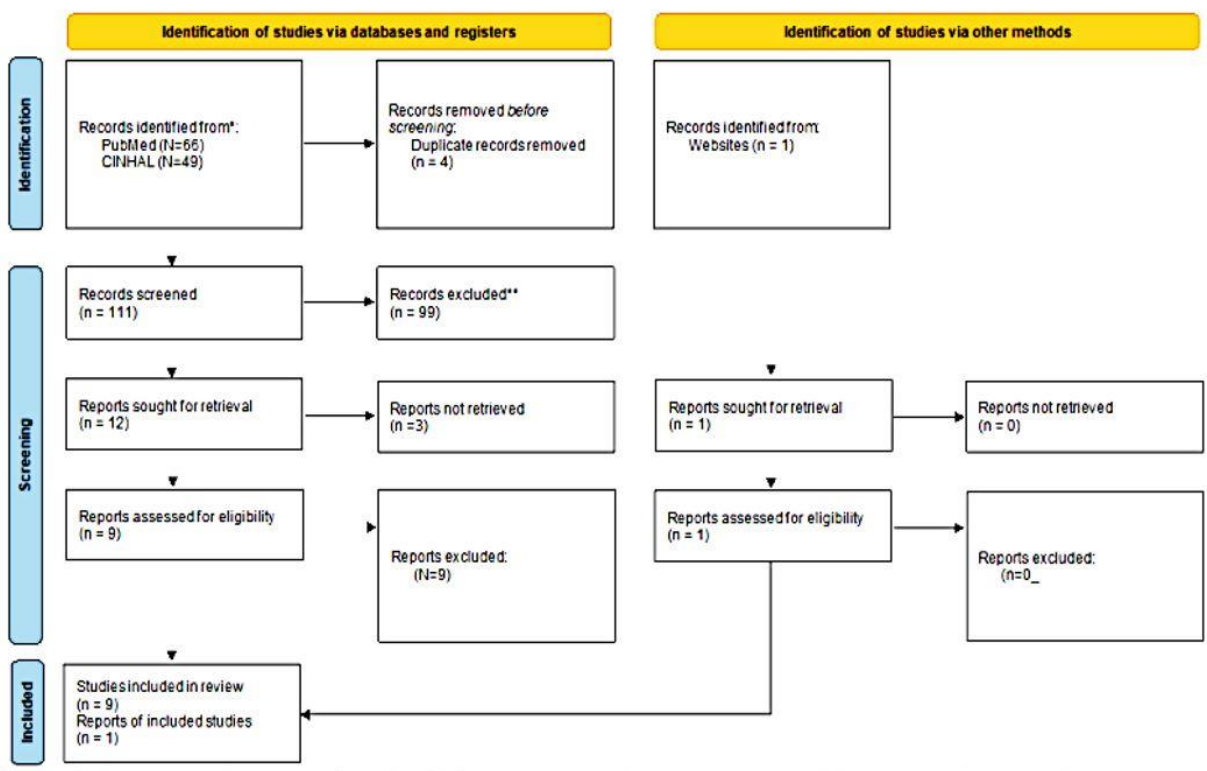 Identification of studies via databases and registers
Identification of studies via other methods
Identification
Records identified from*:
PubMed (N=66)
CINHAL (N=49)
Records removed before
screening:
Duplicate records removed
(n = 4)
Records identified from:
Websites (n = 1)
Screening
Records screened
(n = 111)
Records excluded**
(n = 99)
Reports sought for retrieval
(n = 12)
Reports not retrieved
(n =3)
Reports sought for retrieval
(n = 1)
Reports not retrieved
(n = 0)
Reports assessed for eligibility
(n = 9)
Reports excluded:
(N=9)
Reports assessed for eligibility
(n = 1)
Reports excluded:
(n=0_
Included
Studies included in review
(n = 9)
Reports of included studies
(n = 1)